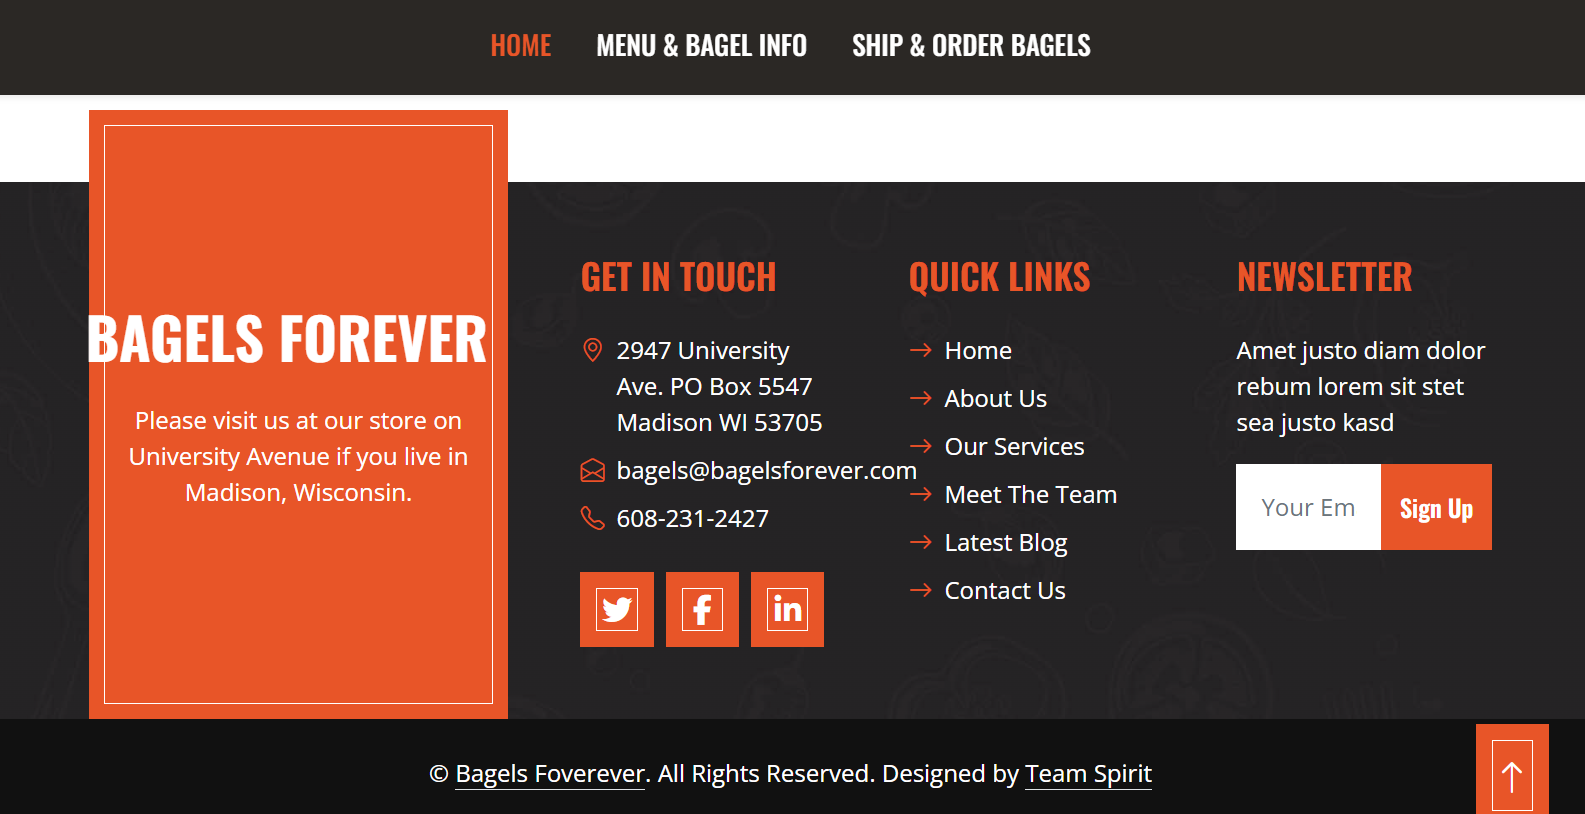 HOME MENU & BAGEL INFO SHIP & ORDER BAGELS
BAGELS FOREVER
Please visit us at our store on
University Avenue if you live in
Madison, Wisconsin.
GET IN TOUCH
2947 University
Ave. PO Box 5547
Madison WI 53705
bagels@bagelsforever.com
608-231-2427
QUICK LINKS
Home
About Us
Our Services
Meet The Team
Latest Blog
Contact Us
NEWSLETTER
Amet justo diam dolor
rebum lorem sit stet
sea justo kasd
Your Em Sign Up
© Bagels Foverever. All Rights Reserved. Designed by Team Spirit